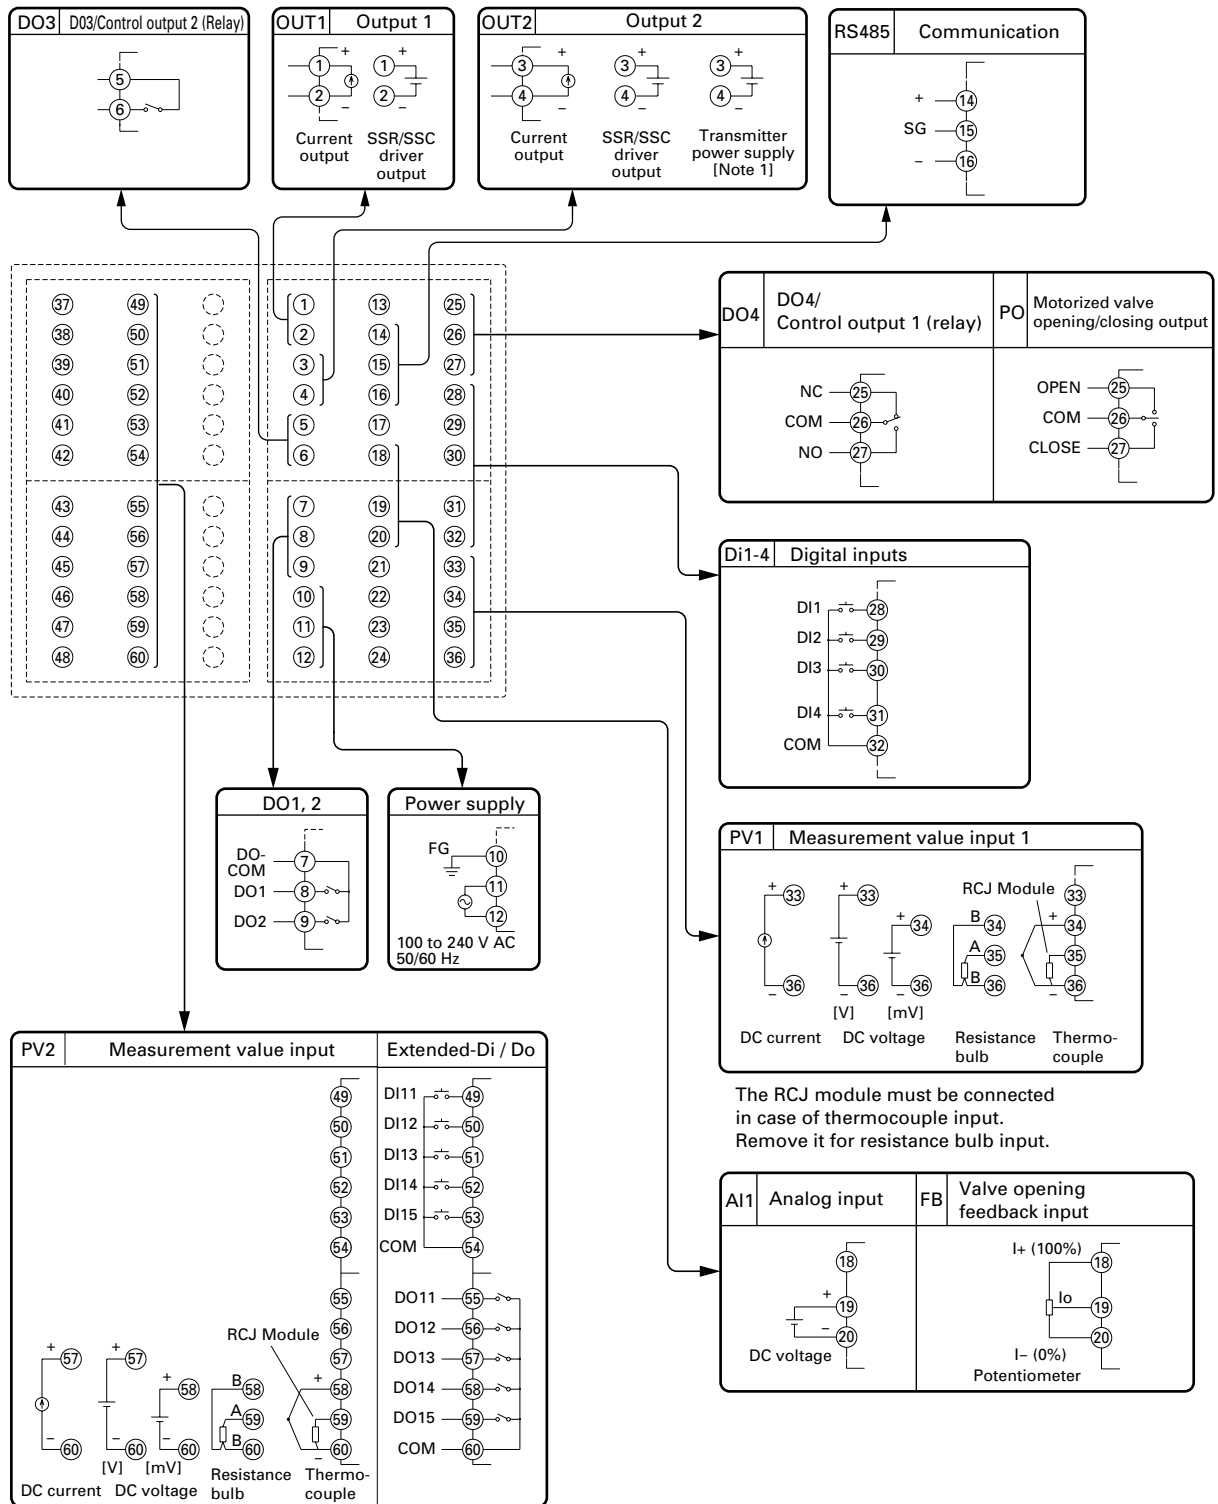 DO3 D03/Control output 2 (Relay)
5
6
OUT1 Output 1
+ +
1 1
2 2
– –
Current output
SSR/SSC driver output
OUT2 Output 2
+ + +
3 3 3
4 4 4
– – –
Current output
SSR/SSC driver output
Transmitter power supply [Note 1]
RS485 Communication
+ 14
SG 15
– 16
37 49 1 13 25
38 50 2 14 26
39 51 3 15 27
40 52 4 16 28
41 53 5 17 29
42 54 6 18 30
43 55 7 19 31
44 56 8 20 32
45 57 9 21 33
46 58 10 22 34
47 59 11 23 35
48 60 12 24 36
DO4 DO4/
Control output 1 (relay)
NC 25
COM 26
NO 27
PO Motorized valve
opening/closing output
OPEN 25
COM 26
CLOSE 27
Di1-4 Digital inputs
DI1 28
DI2 29
DI3 30
DI4 31
COM 32
DO1, 2
DO-
COM 7
DO1 8
DO2 9
Power supply
FG 10
11
12
100 to 240 V AC
50/60 Hz
PV1 Measurement value input 1
+ 33
– 36
DC current
+ 33
– 36
[V]
+ 34
– 36
[mV]
DC voltage
B 34
A 35
B 36
Resistance
bulb
RCJ Module
33
+ 34
35
– 36
Thermo-
couple
The RCJ module must be connected
in case of thermocouple input.
Remove it for resistance bulb input.
PV2 Measurement value input
49
50
51
52
53
54
55
56
57
+ 58
59
– 60
RCJ Module
Thermo-
couple
+ 57
– 60
DC current
+ 57
– 60
[V]
+ 58
– 60
[mV]
DC voltage
B 58
A 59
B 60
Resistance
bulb
Extended-Di / Do
DI11 49
DI12 50
DI13 51
DI14 52
DI15 53
COM 54
DO11 55
DO12 56
DO13 57
DO14 58
DO15 59
COM 60
AI1 Analog input
18
+ 19
– 20
DC voltage
FB Valve opening
feedback input
I+ (100%) 18
Io 19
20
I– (0%)
Potentiometer